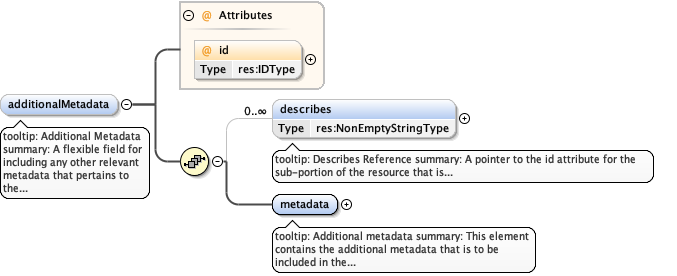 Attributes
@ id
Type res:IDType
additionalMetadata
tooltip: Additional Metadata
summary: A flexible field for
including any other relevant
metadata that pertains to
the...
0..∞
describes
Type res:NonEmptyStringType
tooltip: Describes Reference summary: A pointer to the id attribute for the
sub-portion of the resource that is...
metadata
tooltip: Additional metadata summary: This element
contains the additional metadata that is to be
included in the...